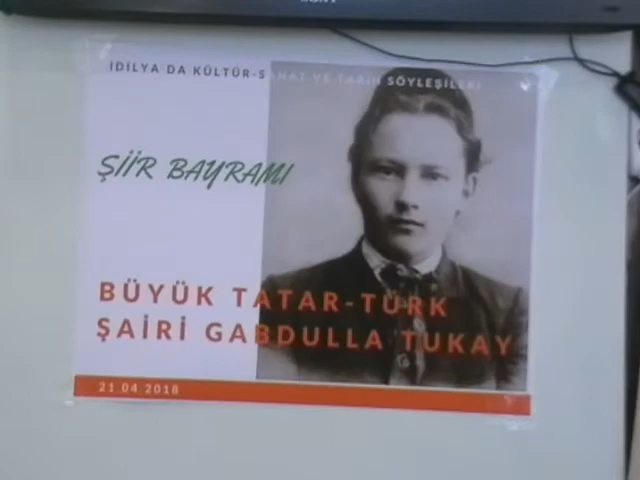 SONY
İDİLYA DA KÜLTÜR-SANAT VE TARİH SÖYLEŞİLERİ
ŞİİR BAYRAMI
BÜYÜK TATAR-TÜRK
ŞAİRİ GABDULLA TUKAY
21 04 2018